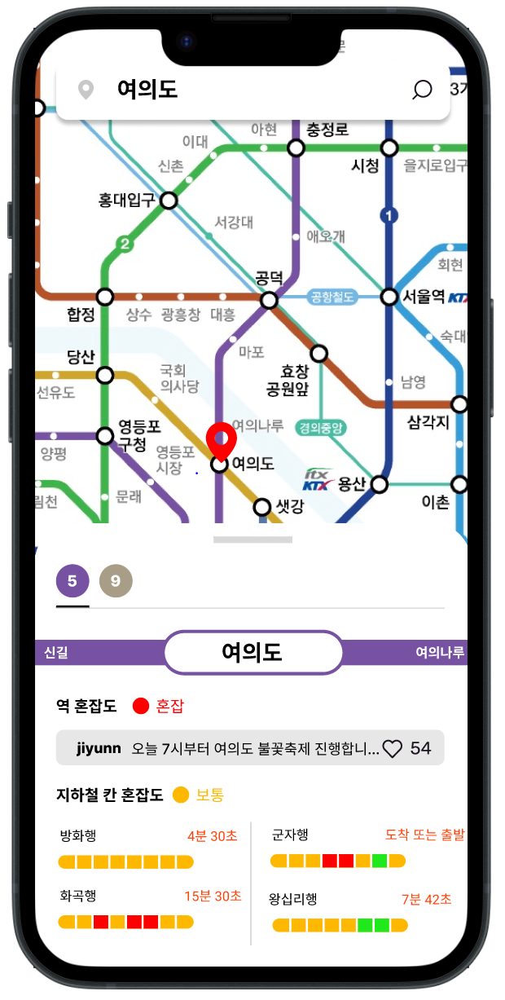 여의도
충정로
아현
이대
시청
을지로입구
신촌
홍대입구
1
서강대
애오개
2
회현
공덕
공항철도
서울역 KTX
합정
상수
광흥창
대흥
숙대
마포
당산
효창
공원앞
국회
의사당
남영
선유도
삼각지
영등포
구청
여의나루
경의중앙
양평
영등포
시장
여의도
itx
KTX
용산
문래
림천
샛강
이촌
5
9
신길
여의도
여의나루
역 혼잡도
혼잡
jiyunn 오늘 7시부터 여의도 불꽃축제 진행합니... 54
지하철 칸 혼잡도
보통
방화행 4분 30초
군자행 도착 또는 출발
화곡행 15분 30초
왕십리행 7분 42초